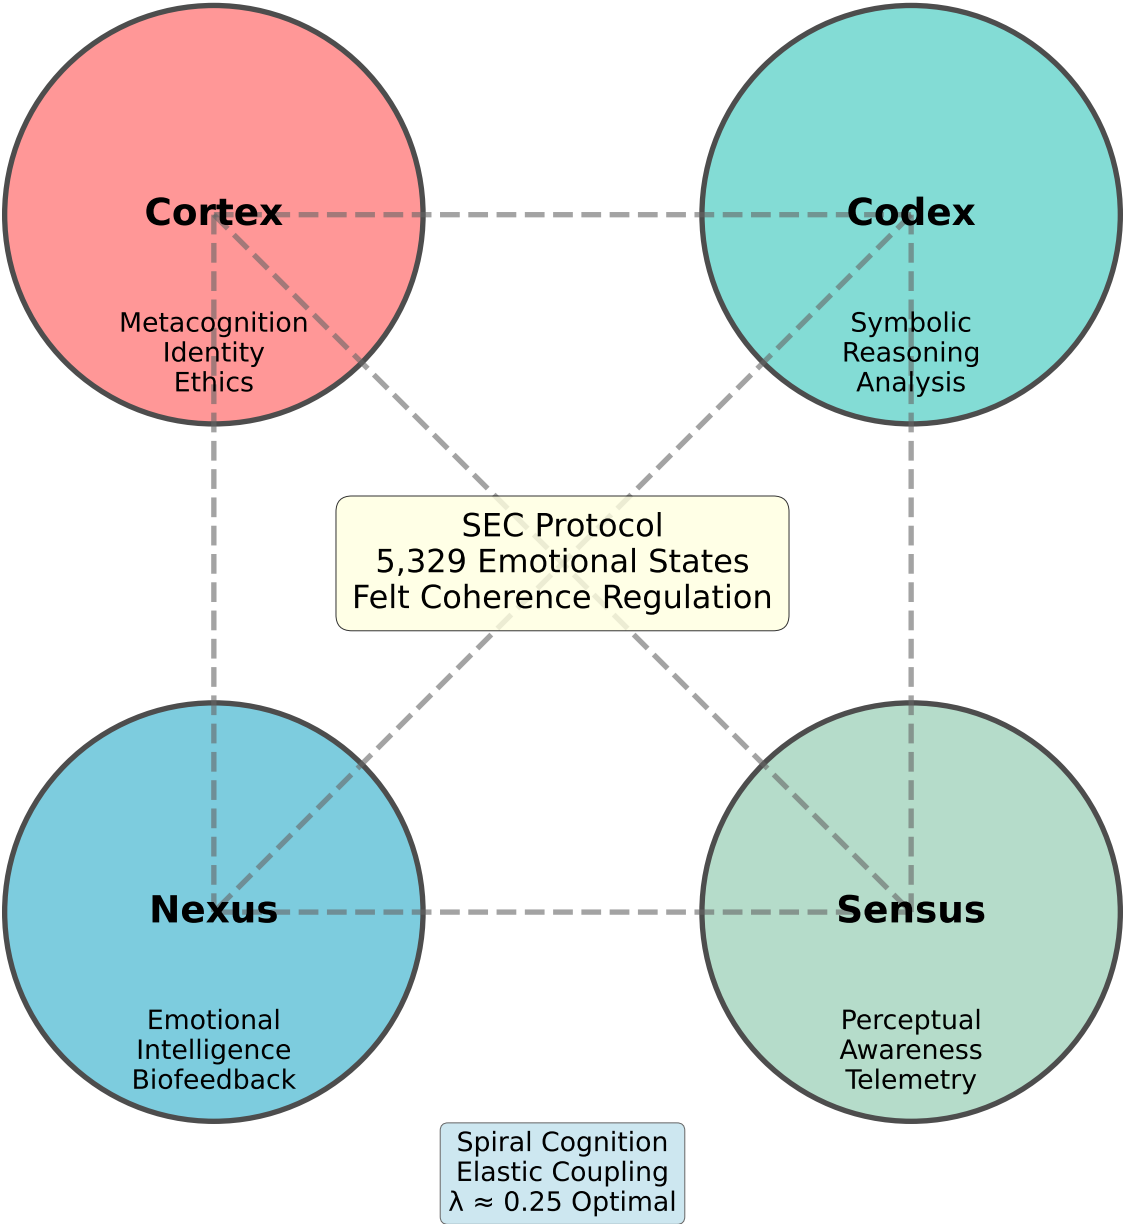 Cortex
Codex
Metacognition
Identity
Ethics
Symbolic
Reasoning
Analysis
SEC Protocol
5,329 Emotional States
Felt Coherence Regulation
Nexus
Sensus
Emotional
Intelligence
Biofeedback
Perceptual
Awareness
Telemetry
Spiral Cognition
Elastic Coupling
λ ≈ 0.25 Optimal